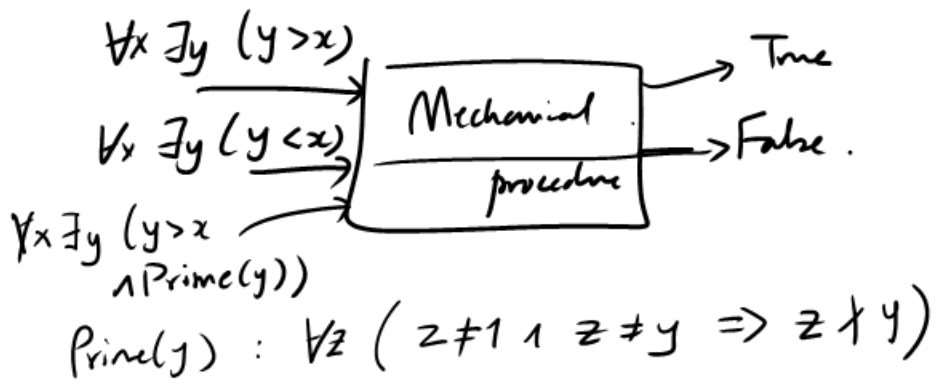 ∀x ∃y (y>x)
True
Mechanical
∀x ∃y (y<x)
False.
procedure
∀x ∃y (y>x
∧ Prime(y))
Prime(y) : ∀z ( z≠1 ∧ z≠y ⇒ z∤y)